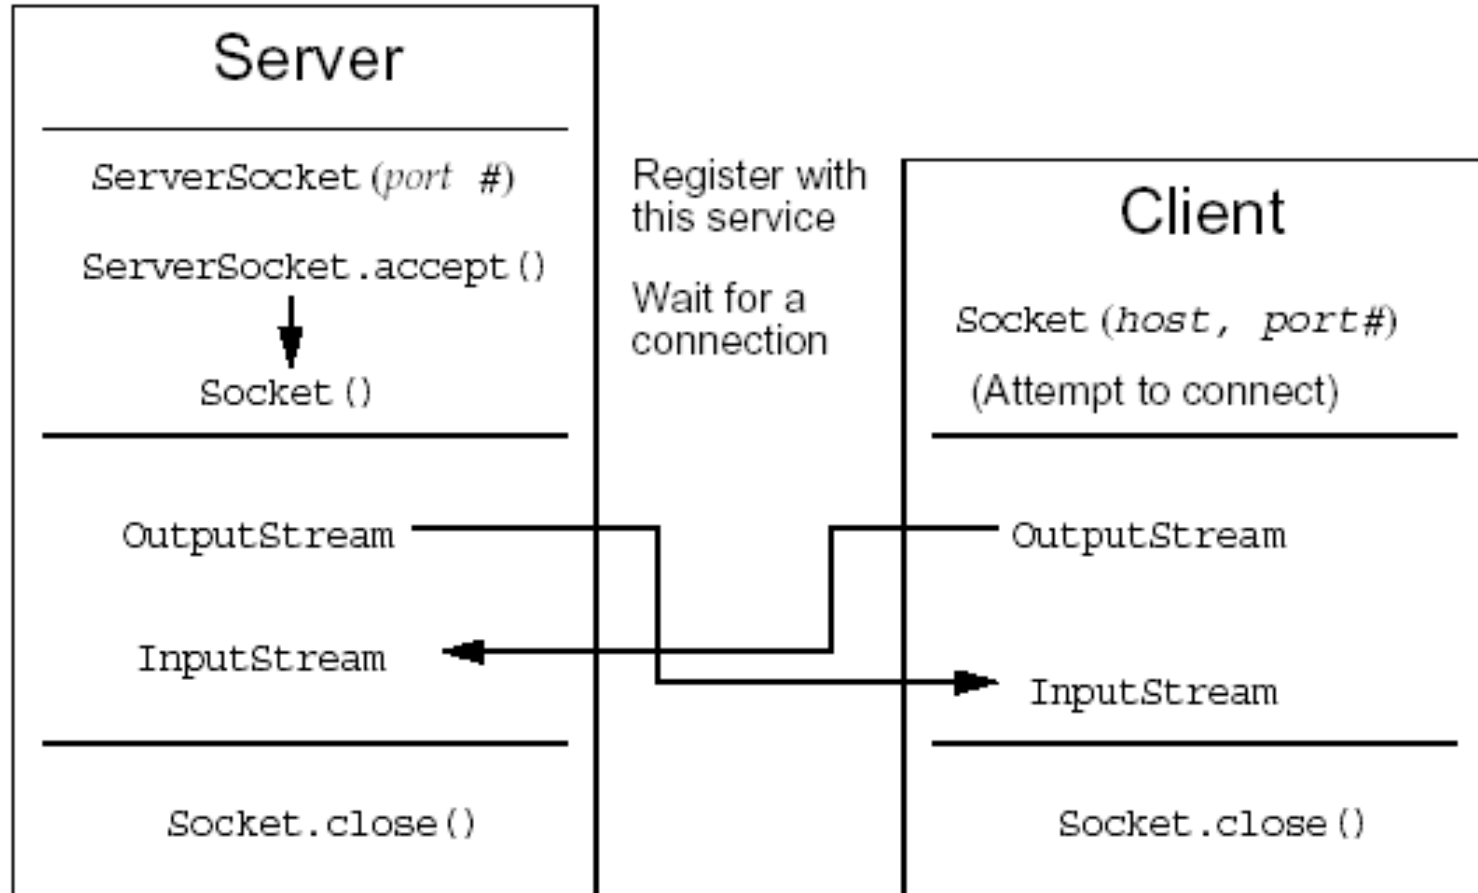 Server
ServerSocket(port #)
ServerSocket.accept()
Socket()
OutputStream
InputStream
Socket.close()
Register with
this service
Wait for a
connection
Client
Socket(host, port#)
(Attempt to connect)
OutputStream
InputStream
Socket.close()